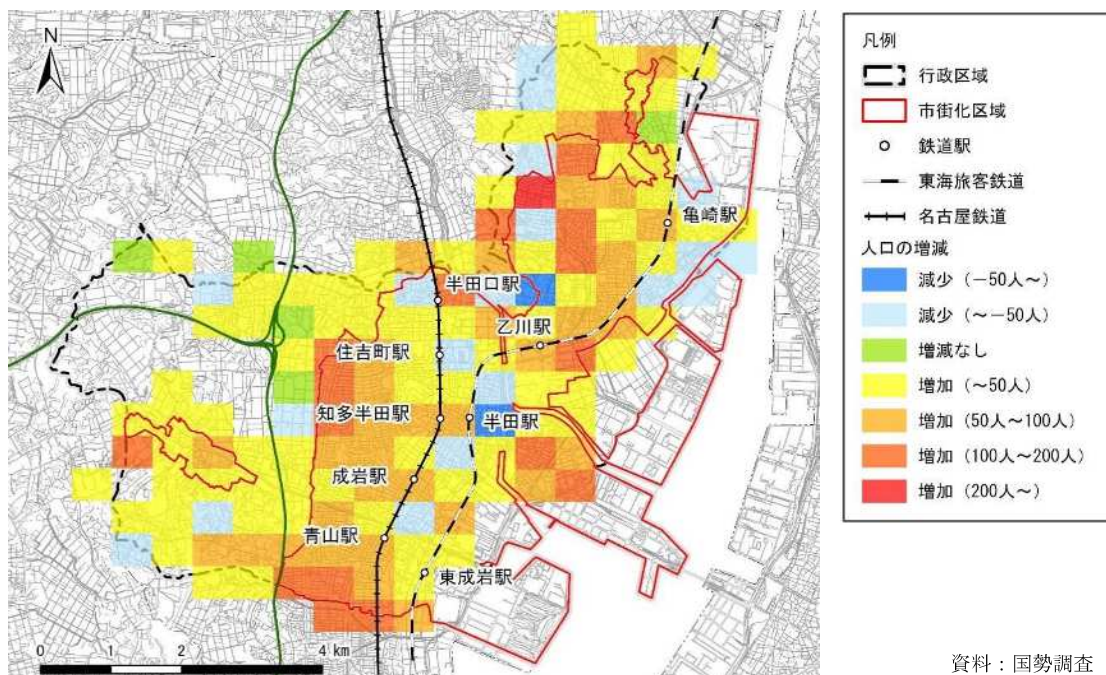 N
亀崎駅
半田口駅
乙川駅
住吉町駅
知多半田駅
半田駅
成岩駅
青山駅
東成岩駅
0 1 2 4 km
凡例
行政区域
市街化区域
鉄道駅
東海旅客鉄道
名古屋鉄道
人口の増減
減少（－50人～）
減少（～－50人）
増減なし
増加（～50人）
増加（50人～100人）
増加（100人～200人）
増加（200人～）
資料：国勢調査